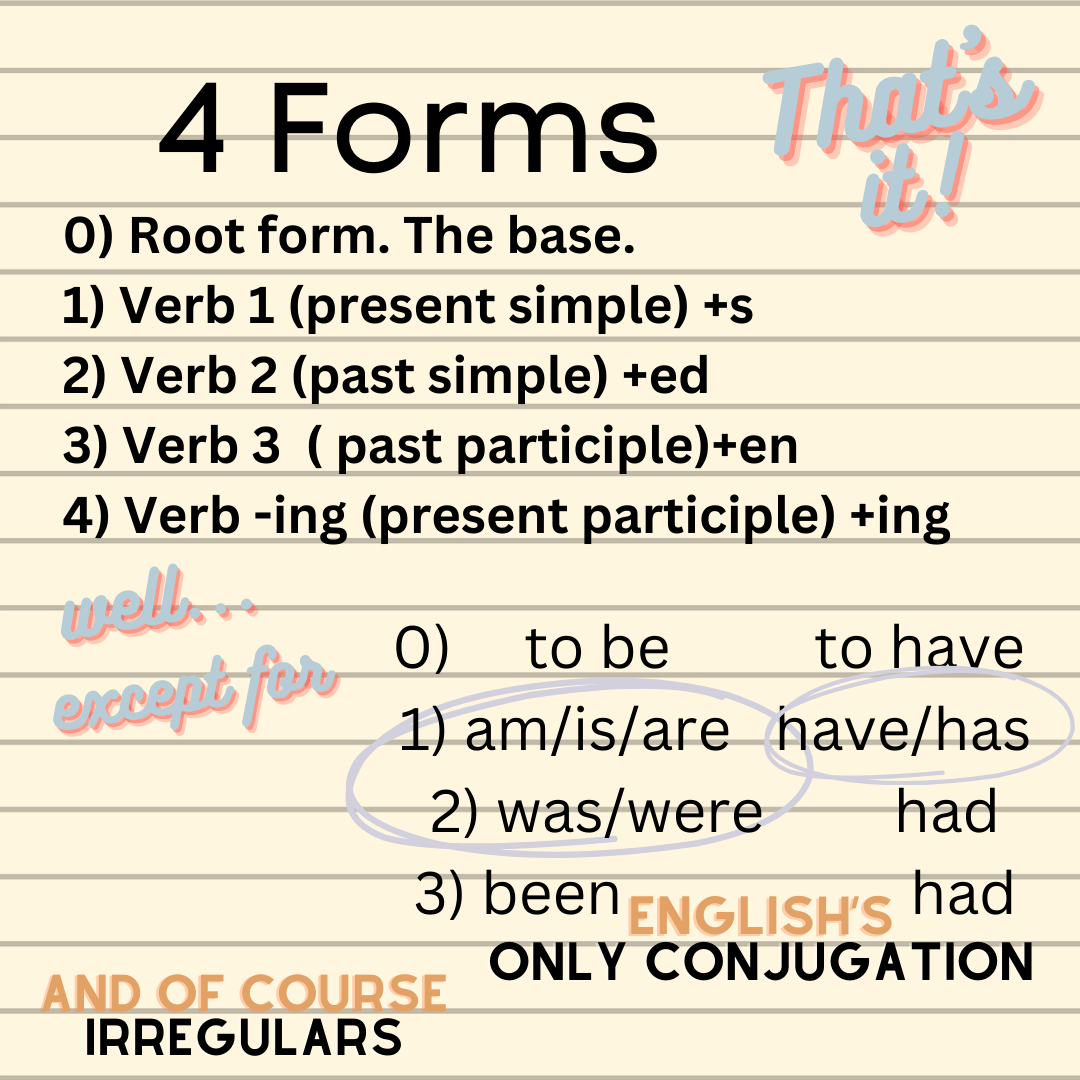 4 Forms
That's
it!
0) Root form. The base.
1) Verb 1 (present simple) +s
2) Verb 2 (past simple) +ed
3) Verb 3 ( past participle)+en
4) Verb -ing (present participle) +ing
well...
except for
0) to be to have
1) am/is/are have/has
2) was/were had
3) been had
ENGLISH'S
ONLY CONJUGATION
AND OF COURSE
IRREGULARS